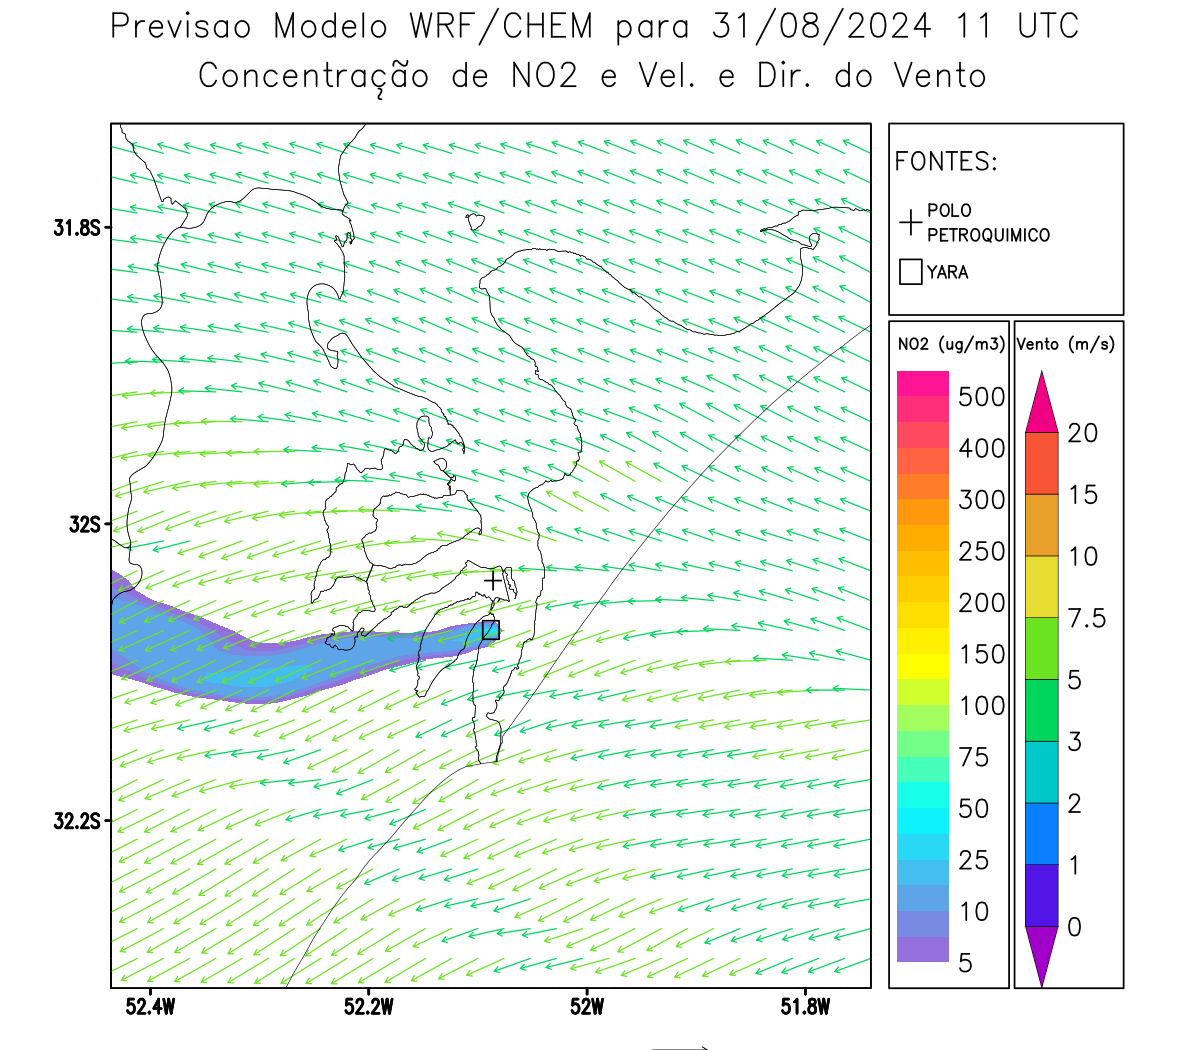 Previsao Modelo WRF/CHEM para 31/08/2024 11 UTC
Concentração de NO2 e Vel. e Dir. do Vento
FONTES:
POLO
PETROQUIMICO
YARA
NO2 (ug/m3)
500
400
300
250
200
150
100
75
50
25
10
5
Vento (m/s)
20
15
10
7.5
5
3
2
1
0
31.8S
32S
32.2S
52.4W 52.2W 52W 51.8W